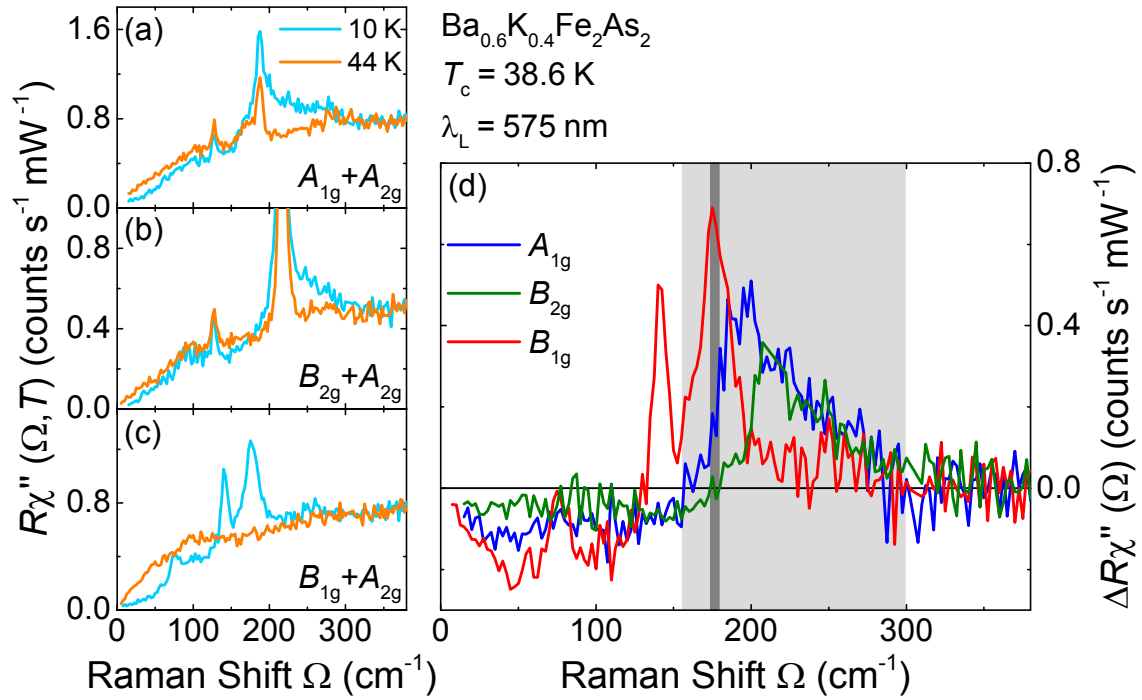 (a)
10 K
44 K
A1g+A2g
1.6
0.8
0.0
(b)
B2g+A2g
0.8
0.4
0.0
(c)
B1g+A2g
0.8
0.0
0 100 200 300
Raman Shift Ω (cm⁻¹)
Rχ'' (Ω,T) (counts s⁻¹ mW⁻¹)
Ba0.6K0.4Fe2As2
Tc = 38.6 K
λL = 575 nm
(d)
A1g
B2g
B1g
0.8
0.4
0.0
0 100 200 300
Raman Shift Ω (cm⁻¹)
ΔRχ'' (Ω) (counts s⁻¹ mW⁻¹)